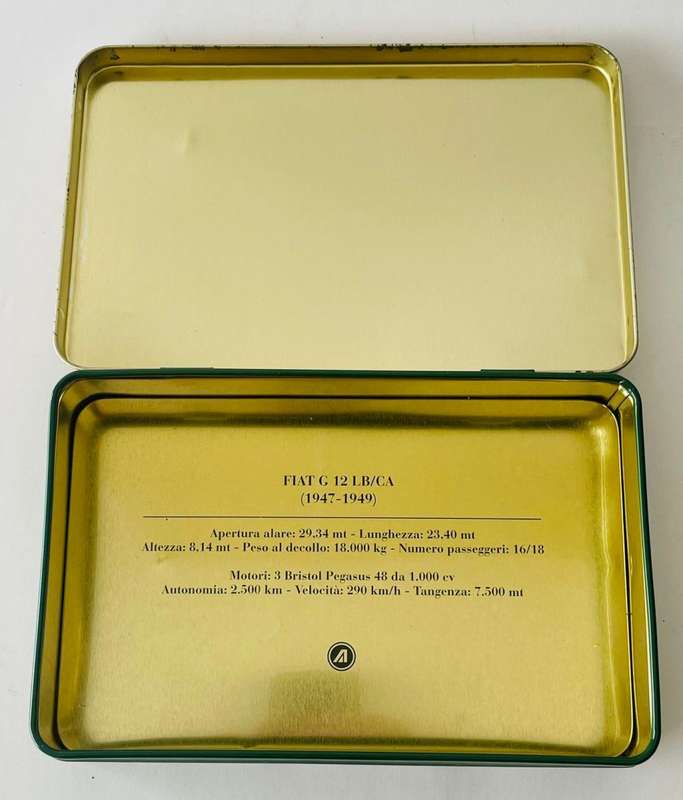 FIAT G 12 LB/CA
(1947-1949)
Apertura alare: 29.34 mt - Lunghezza: 23.40 mt
Altezza: 8,14 mt - Peso al decollo: 18.000 kg - Numero passeggeri: 16/18
Motori: 3 Bristol Pegasus 48 da 1.000 cv
Autonomia: 2.500 km - Velocità: 290 km/h - Tangenza: 7.500 mt